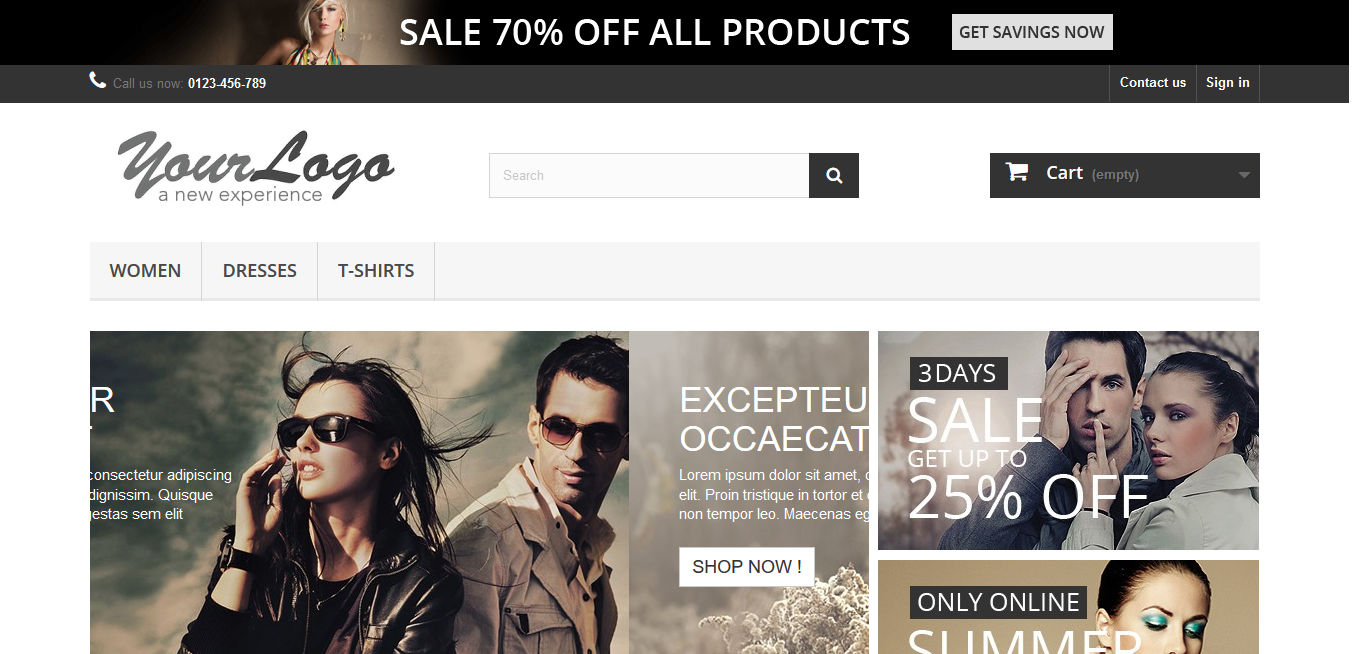 SALE 70% OFF ALL PRODUCTS
GET SAVINGS NOW
Call us now: 0123-456-789
Contact us
Sign in
YourLogo
a new experience
Search
Cart (empty)
WOMEN
DRESSES
T-SHIRTS
R
consectetur adipiscing
dignissim. Quisque
gestas sem elit
EXCEPTEU
OCCAECAT
Lorem ipsum dolor sit amet, c
elit. Proin tristique in tortor et
non tempor leo. Maecenas eg
SHOP NOW !
3 DAYS
SALE
GET UP TO
25% OFF
ONLY ONLINE
SUMMER